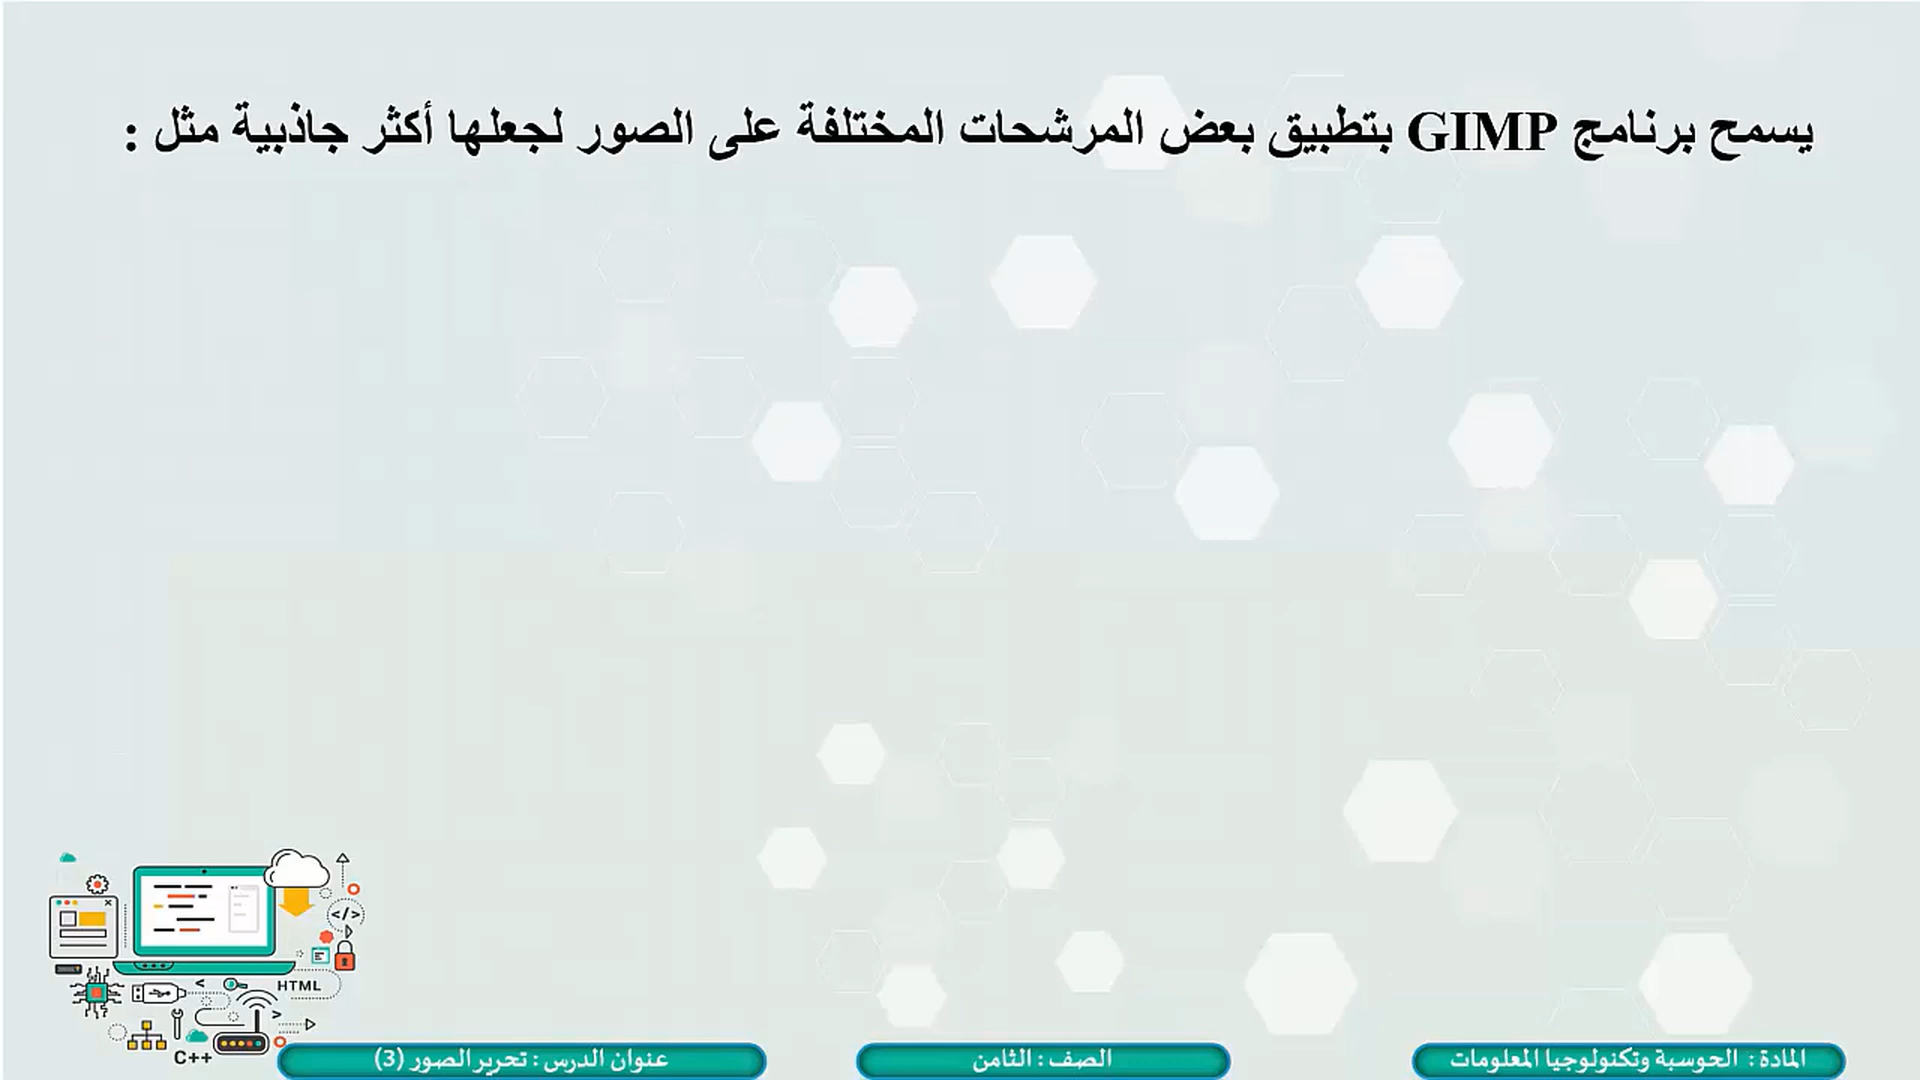 يسمح برنامج GIMP بتطبيق بعض المرشحات المختلفة على الصور لجعلها أكثر جاذبية مثل :
</>
HTML
C++
المادة : الحوسبة وتكنولوجيا المعلومات
الصف : الثامن
عنوان الدرس : تحرير الصور (3)